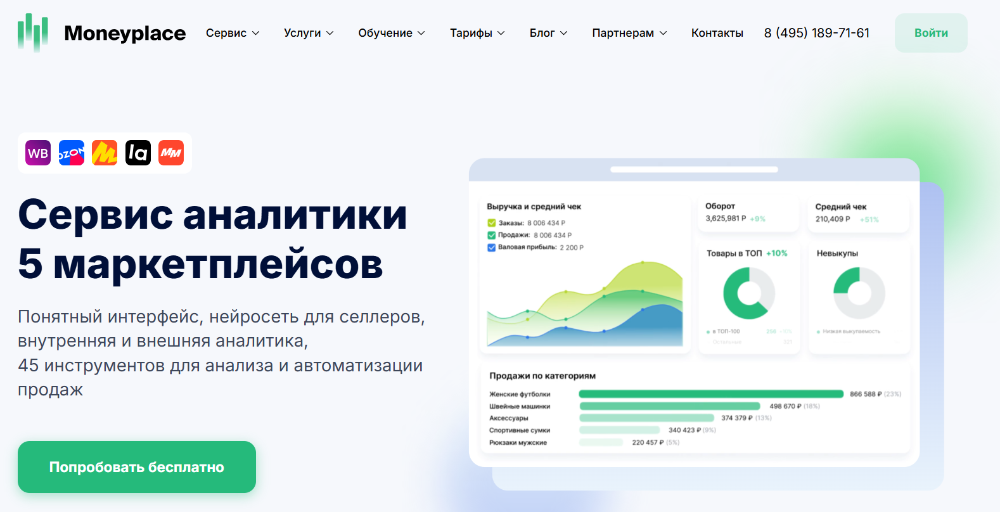 Moneyplace
Сервис
Услуги
Обучение
Тарифы
Блог
Партнерам
Контакты
8 (495) 189-71-61
Войти
WB
OZON
M
la
MM
Сервис аналитики
5 маркетплейсов
Понятный интерфейс, нейросеть для селлеров,
внутренняя и внешняя аналитика,
45 инструментов для анализа и автоматизации
продаж
Попробовать бесплатно
Выручка и средний чек
Заказы: 8 006 434 Р
Продажи: 8 006 434 Р
Валовая прибыль: 2 200 Р
Оборот
3,625,981 Р +9%
Средний чек
210,409 Р +51%
Товары в ТОП +10%
в ТОП-100 258 +10%
Остальные 321
Невыкупы
Низкая выкупаемость
Продажи по категориям
Женские футболки 866 588 ₽ (23%)
Швейные машинки 498 670 ₽ (18%)
Аксессуары 374 379 ₽ (13%)
Спортивные сумки 340 423 ₽ (9%)
Рюкзаки мужские 220 457 ₽ (5%)